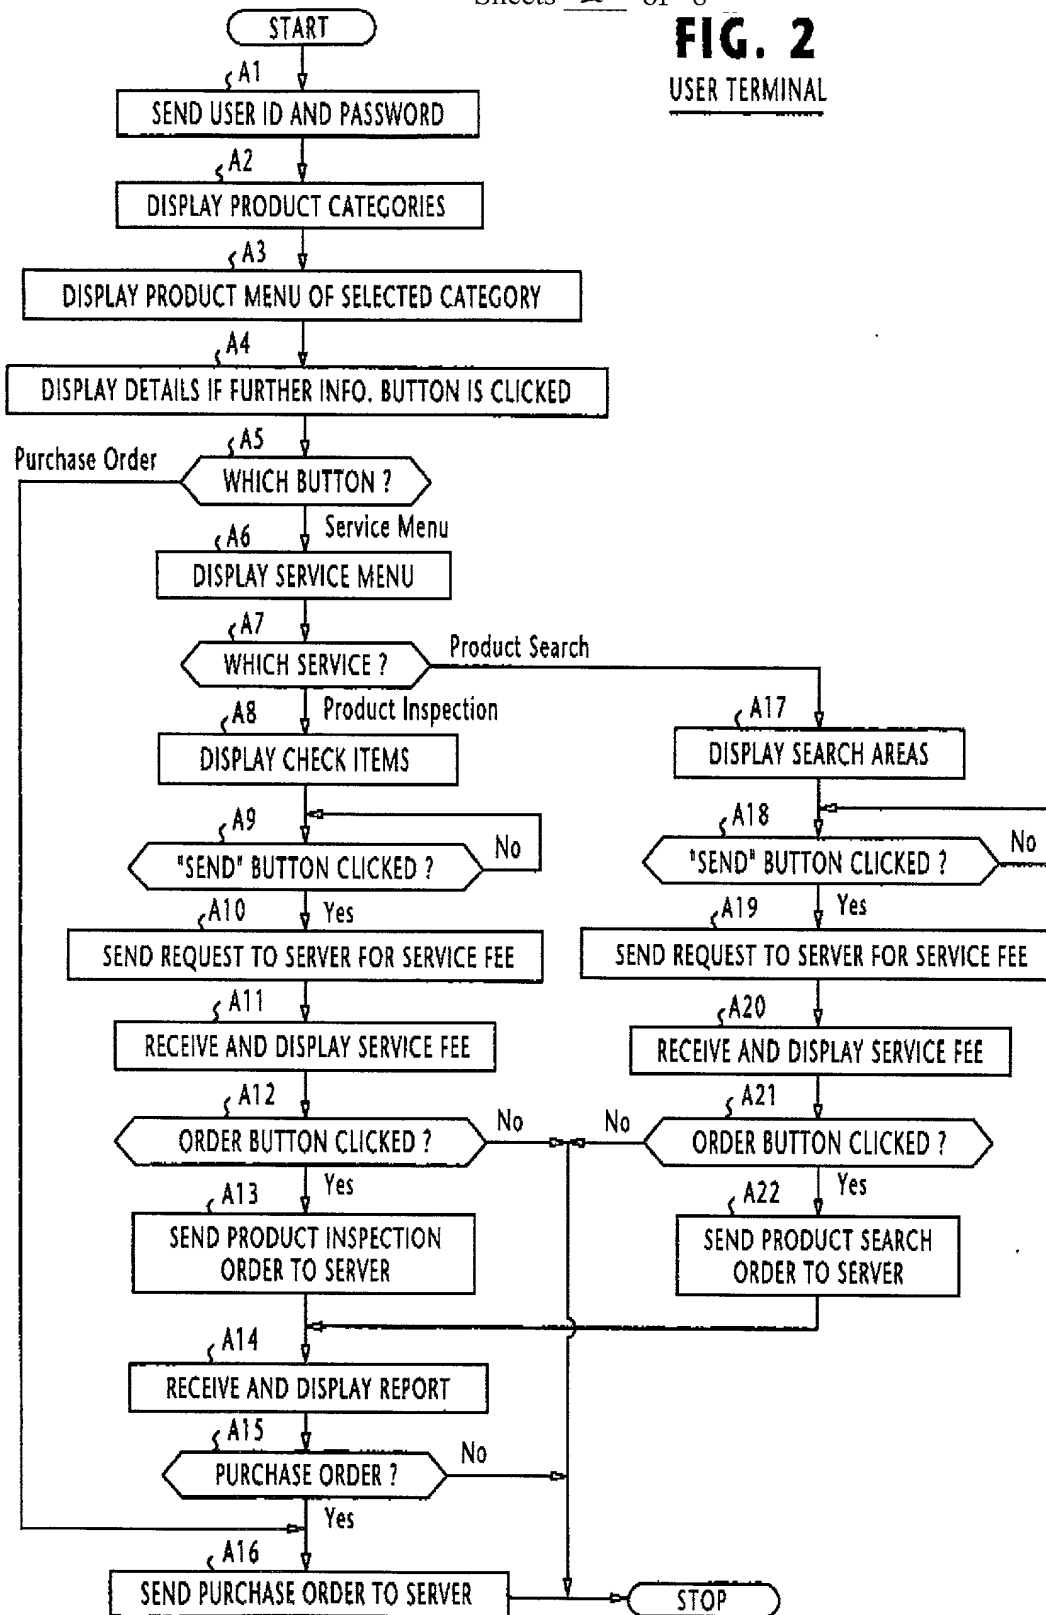 Sheets 2 of 8
START
FIG. 2
USER TERMINAL
A1
SEND USER ID AND PASSWORD
A2
DISPLAY PRODUCT CATEGORIES
A3
DISPLAY PRODUCT MENU OF SELECTED CATEGORY
A4
DISPLAY DETAILS IF FURTHER INFO. BUTTON IS CLICKED
A5
Purchase Order
WHICH BUTTON ?
Service Menu
A6
DISPLAY SERVICE MENU
A7
WHICH SERVICE ?
Product Search
Product Inspection
A8
DISPLAY CHECK ITEMS
A17
DISPLAY SEARCH AREAS
A9
"SEND" BUTTON CLICKED ?
No
A18
"SEND" BUTTON CLICKED ?
No
Yes
A10
SEND REQUEST TO SERVER FOR SERVICE FEE
Yes
A19
SEND REQUEST TO SERVER FOR SERVICE FEE
A11
RECEIVE AND DISPLAY SERVICE FEE
A20
RECEIVE AND DISPLAY SERVICE FEE
A12
ORDER BUTTON CLICKED ?
No
No
A21
ORDER BUTTON CLICKED ?
Yes
A13
SEND PRODUCT INSPECTION
ORDER TO SERVER
Yes
A22
SEND PRODUCT SEARCH
ORDER TO SERVER
A14
RECEIVE AND DISPLAY REPORT
A15
PURCHASE ORDER ?
No
Yes
A16
SEND PURCHASE ORDER TO SERVER
STOP